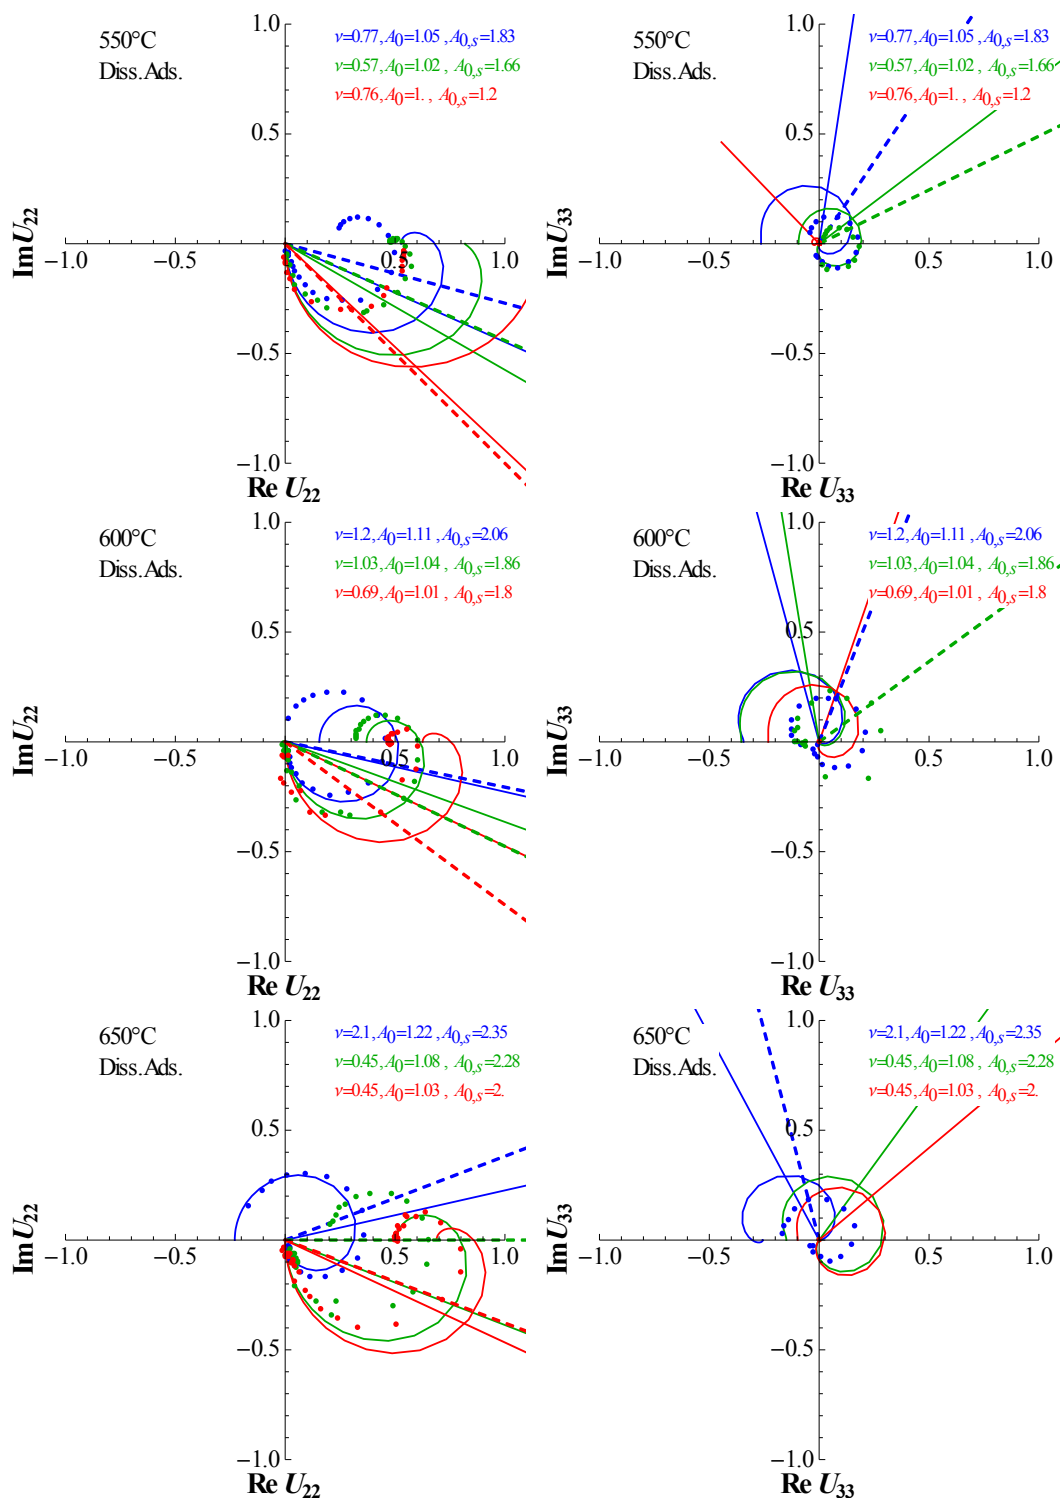 1.0
550°C
Diss.Ads.
ν=0.77,A0=1.05 ,A0,s=1.83
ν=0.57,A0=1.02 , A0,s=1.66
ν=0.76,A0=1. , A0,s=1.2
0.5
Im U22
−1.0
−0.5
0.5
1.0
−0.5
−1.0
Re U22
1.0
550°C
Diss.Ads.
ν=0.77,A0=1.05 ,A0,s=1.83
ν=0.57,A0=1.02 , A0,s=1.66
ν=0.76,A0=1. , A0,s=1.2
0.5
Im U33
−1.0
−0.5
0.5
1.0
−0.5
−1.0
Re U33
1.0
600°C
Diss.Ads.
ν=1.2,A0=1.11 ,A0,s=2.06
ν=1.03,A0=1.04 , A0,s=1.86
ν=0.69,A0=1.01 , A0,s=1.8
0.5
Im U22
−1.0
−0.5
0.5
1.0
−0.5
−1.0
Re U22
1.0
600°C
Diss.Ads.
ν=1.2,A0=1.11 ,A0,s=2.06
ν=1.03,A0=1.04 , A0,s=1.86
ν=0.69,A0=1.01 , A0,s=1.8
0.5
Im U33
−1.0
−0.5
0.5
1.0
−0.5
−1.0
Re U33
1.0
650°C
Diss.Ads.
ν=2.1,A0=1.22 ,A0,s=2.35
ν=0.45,A0=1.08 , A0,s=2.28
ν=0.45,A0=1.03 , A0,s=2.
0.5
Im U22
−1.0
−0.5
0.5
1.0
−0.5
−1.0
Re U22
1.0
650°C
Diss.Ads.
ν=2.1,A0=1.22 ,A0,s=2.35
ν=0.45,A0=1.08 , A0,s=2.28
ν=0.45,A0=1.03 , A0,s=2.
0.5
Im U33
−1.0
−0.5
0.5
1.0
−0.5
−1.0
Re U33